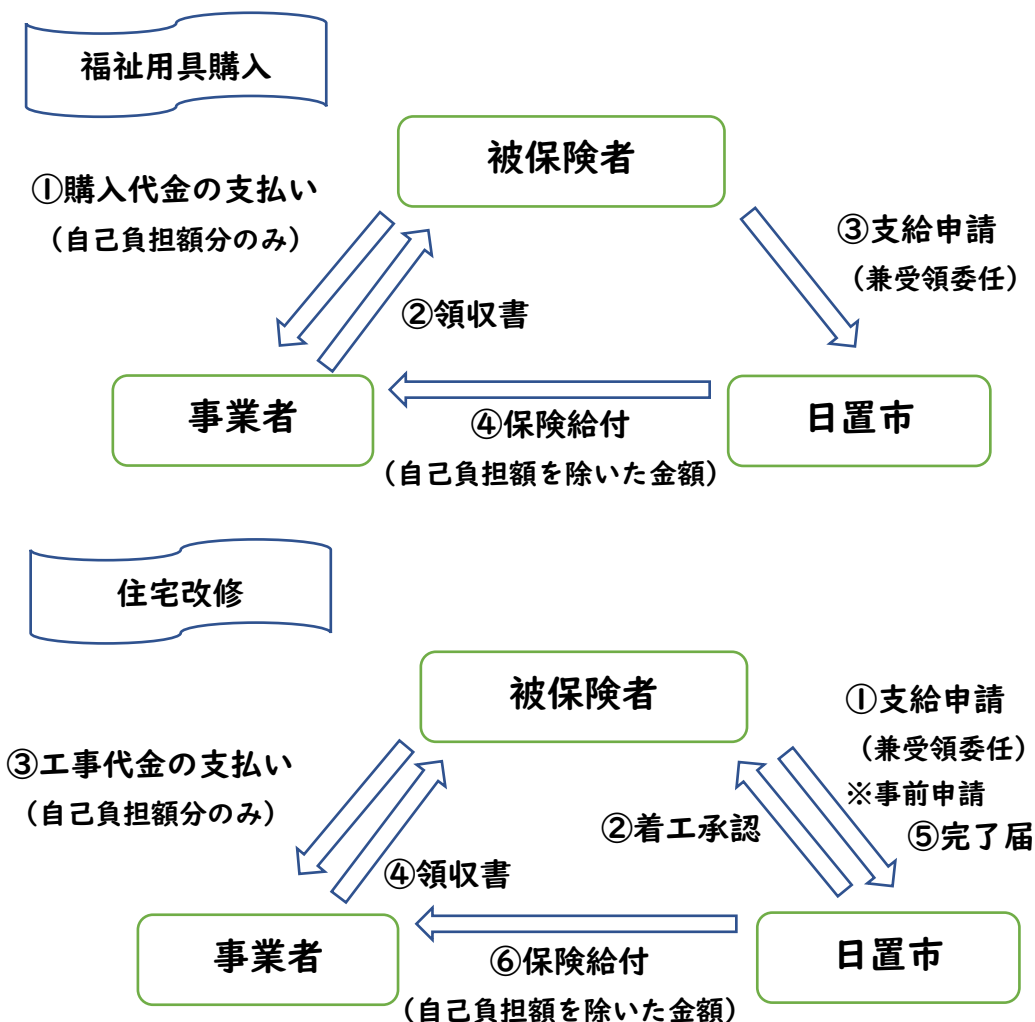 福祉用具購入
被保険者
①購入代金の支払い
（自己負担額分のみ）
③支給申請
（兼受領委任）
②領収書
事業者
④保険給付
（自己負担額を除いた金額）
日置市
住宅改修
被保険者
①支給申請
（兼受領委任）
※事前申請
③工事代金の支払い
（自己負担額分のみ）
②着工承認
⑤完了届
④領収書
事業者
⑥保険給付
（自己負担額を除いた金額）
日置市